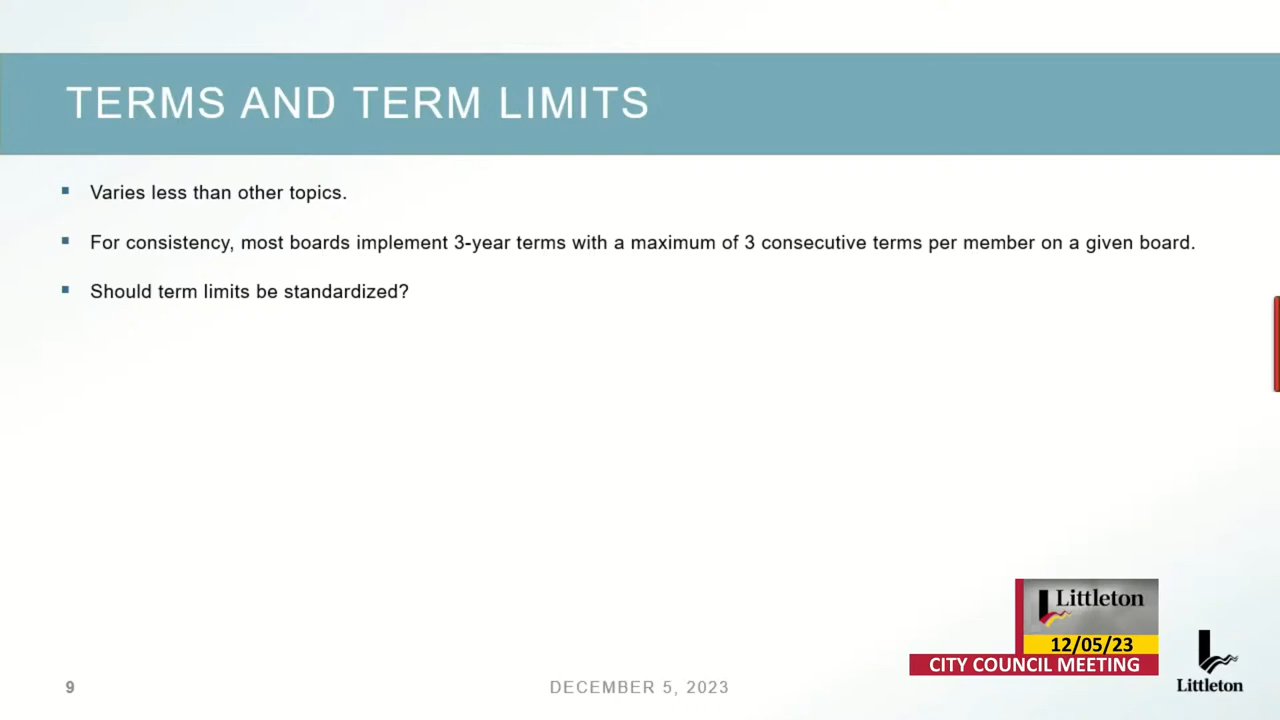 TERMS AND TERM LIMITS
Varies less than other topics.
For consistency, most boards implement 3-year terms with a maximum of 3 consecutive terms per member on a given board.
Should term limits be standardized?
Littleton
12/05/23
CITY COUNCIL MEETING
Littleton
9
DECEMBER 5, 2023